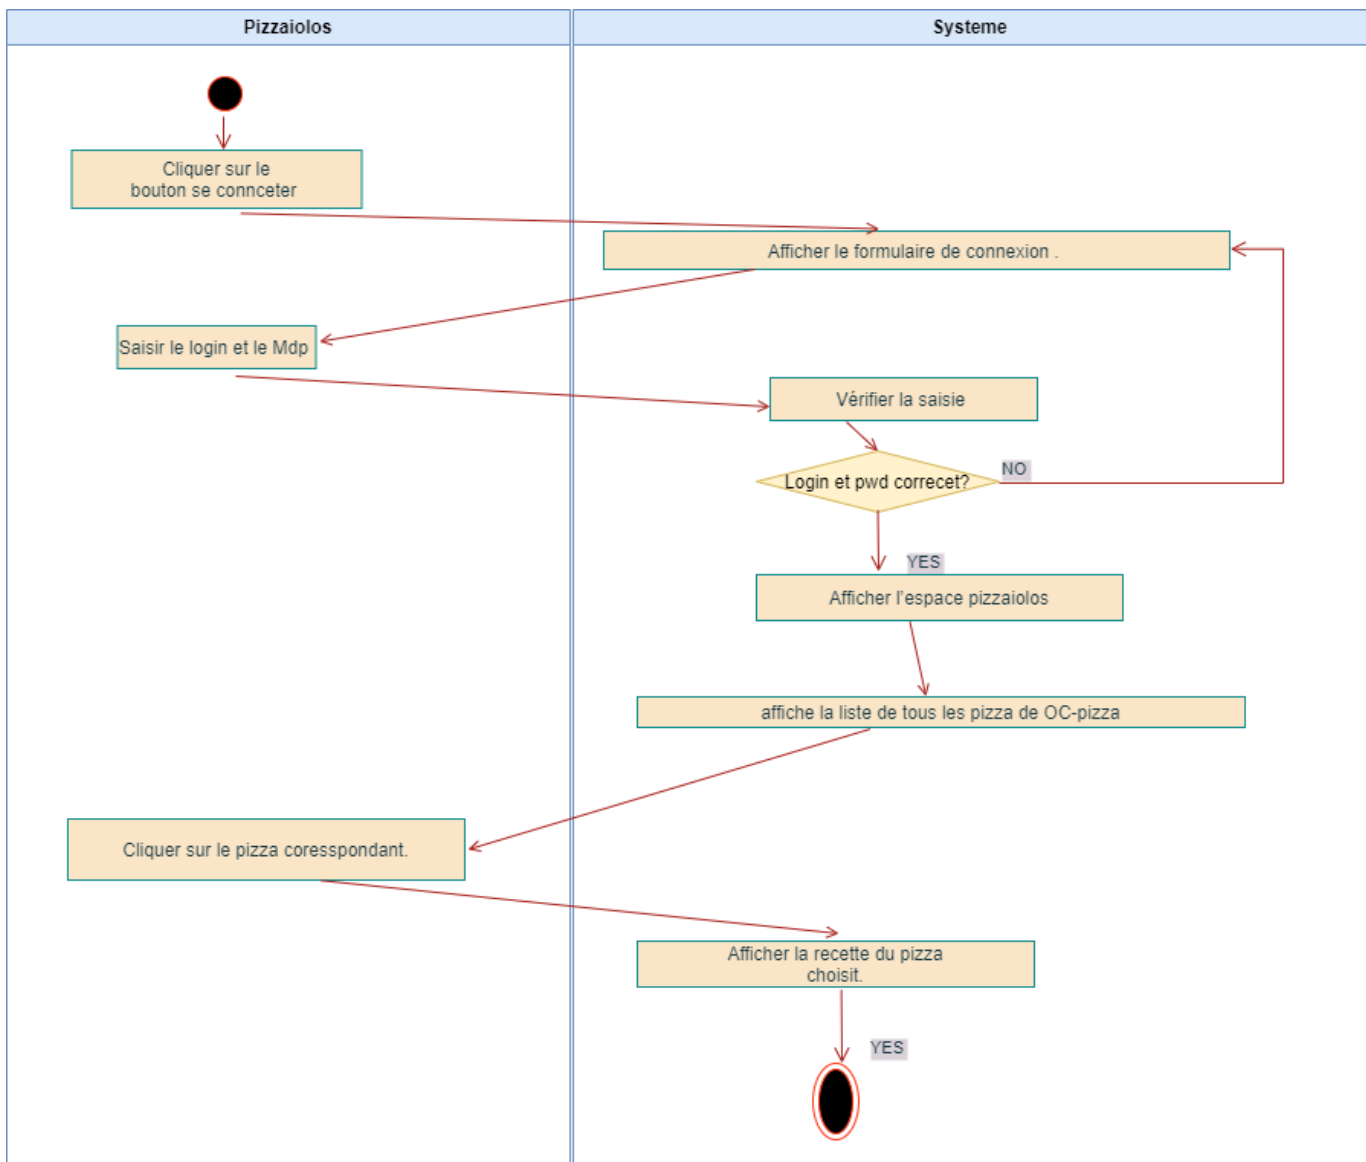 Pizzaiolos
Systeme
Cliquer sur le
bouton se connceter
Afficher le formulaire de connexion .
Saisir le login et le Mdp
Vérifier la saisie
Login et pwd correcet?
NO
YES
Afficher l'espace pizzaiolos
affiche la liste de tous les pizza de OC-pizza
Cliquer sur le pizza coresspondant.
Afficher la recette du pizza
choisit.
YES